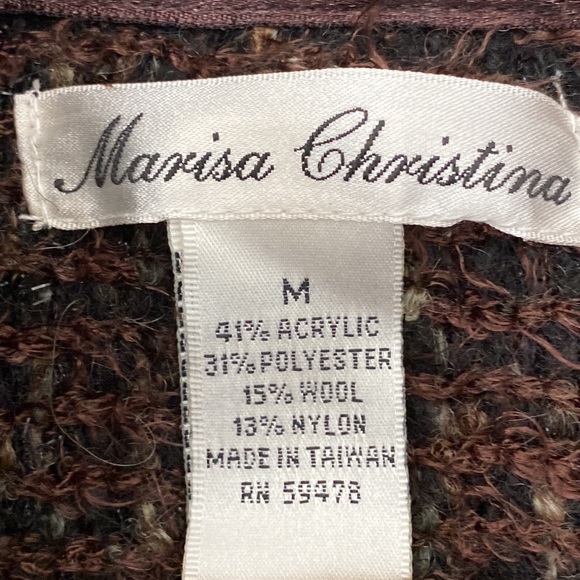 Marisa Christina
M
41% ACRYLIC
31% POLYESTER
15% WOOL
13% NYLON
MADE IN TAIWAN
RN 59478